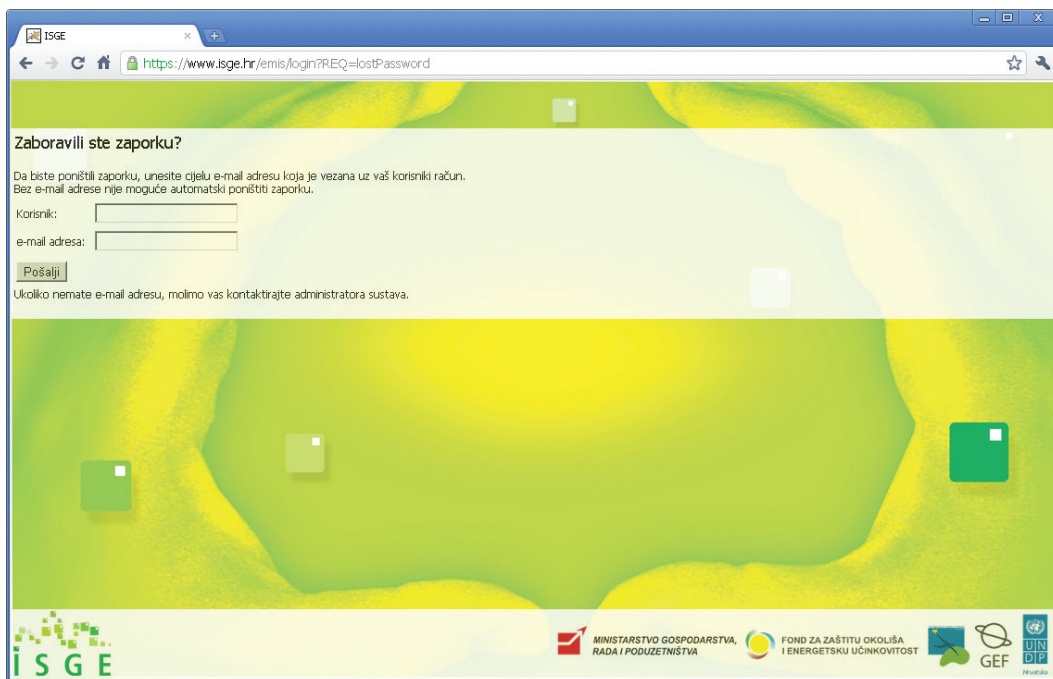 ISGE
https://www.isge.hr/emis/login?REQ=lostPassword
Zaboravili ste zaporku?
Da biste poništili zaporku, unesite cijelu e-mail adresu koja je vezana uz vaš korisniki račun.
Bez e-mail adrese nije moguće automatski poništiti zaporku.
Korisnik:
e-mail adresa:
Pošalji
Ukoliko nemate e-mail adresu, molimo vas kontaktirajte administratora sustava.
ISGE
MINISTARSTVO GOSPODARSTVA,
RADA I PODUZETNIŠTVA
FOND ZA ZAŠTITU OKOLIŠA
I ENERGETSKU UČINKOVITOST
GEF
UN
DP
Hrvatska